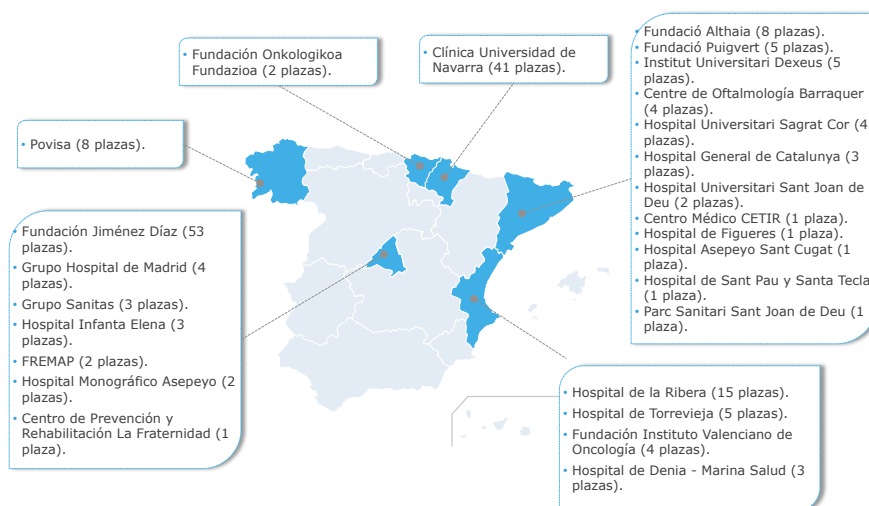 • Fundación Onkologikoa
Fundazioa (2 plazas).
• Clínica Universidad de
Navarra (41 plazas).
• Fundació Althaia (8 plazas).
• Fundació Puigvert (5 plazas).
• Institut Universitari Dexeus (5
plazas).
• Centre de Oftalmología Barraquer
(4 plazas).
• Hospital Universitari Sagrat Cor (4
plazas).
• Hospital General de Catalunya (3
plazas).
• Hospital Universitari Sant Joan de
Deu (2 plazas).
• Centro Médico CETIR (1 plaza).
• Hospital de Figueres (1 plaza).
• Hospital Asepeyo Sant Cugat (1
plaza).
• Hospital de Sant Pau y Santa Tecla
(1 plaza).
• Parc Sanitari Sant Joan de Deu (1
plaza).
• Povisa (8 plazas).
• Fundación Jiménez Díaz (53
plazas).
• Grupo Hospital de Madrid (4
plazas).
• Grupo Sanitas (3 plazas).
• Hospital Infanta Elena (3
plazas).
• FREMAP (2 plazas).
• Hospital Monográfico Asepeyo (2
plazas).
• Centro de Prevención y
Rehabilitación La Fraternidad (1
plaza).
• Hospital de la Ribera (15 plazas).
• Hospital de Torrevieja (5 plazas).
• Fundación Instituto Valenciano de
Oncología (4 plazas).
• Hospital de Denia - Marina Salud (3
plazas).